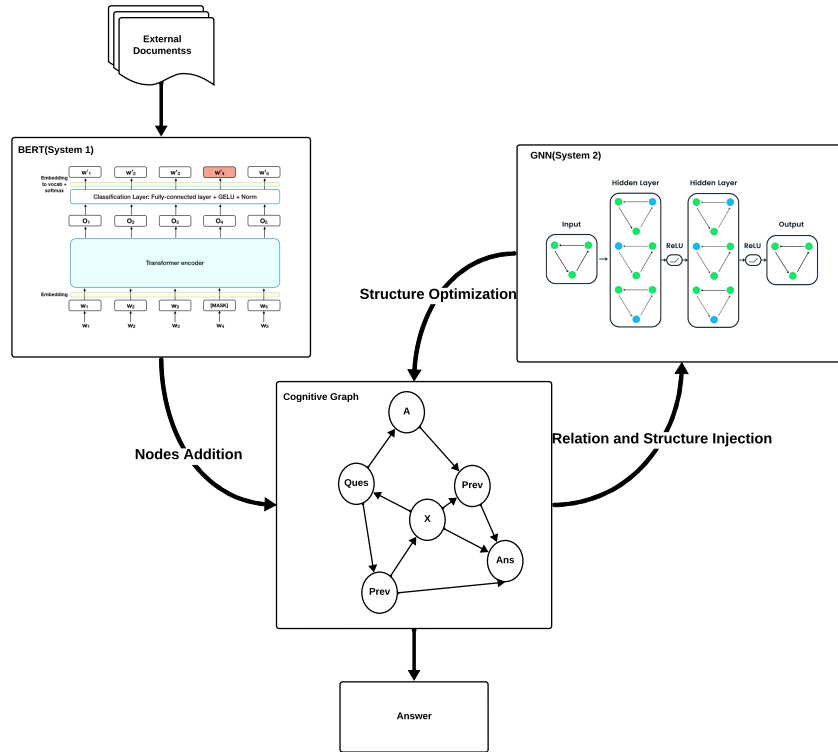 External
Documentss
BERT(System 1)
w'₁ w'₂ w'₃ w'₄ w'₅
Embedding
to vocab +
softmax
Classification Layer: Fully-connected layer + GELU + Norm
O₁ O₂ O₃ O₄ O₅
Transformer encoder
Embedding
w₁ w₂ w₃ [MASK] w₅
w₁ w₂ w₃ w₄ w₅
GNN(System 2)
Hidden Layer Hidden Layer
Input ReLU ReLU Output
Structure Optimization
Nodes Addition
Relation and Structure Injection
Cognitive Graph
A
Ques
Prev
X
Ans
Prev
Answer